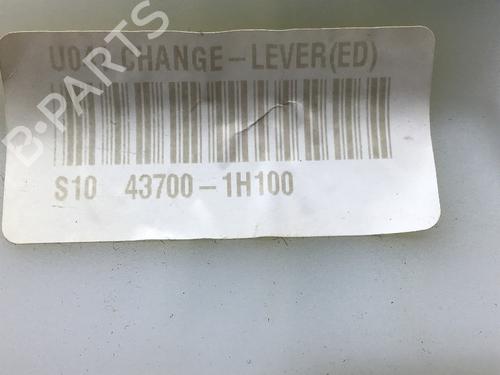 CHANGE-LEVER(ED)
S10 43700-1H100
B-PARTS